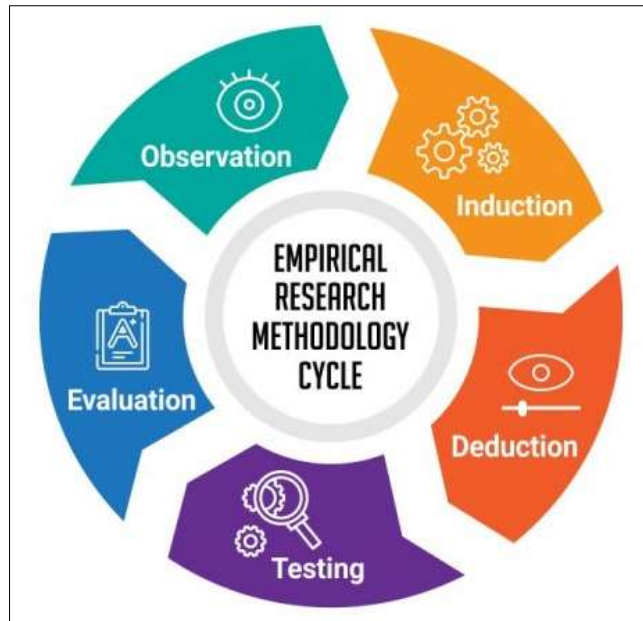 EMPIRICAL
RESEARCH
METHODOLOGY
CYCLE
Observation
Induction
Deduction
Testing
Evaluation
A+